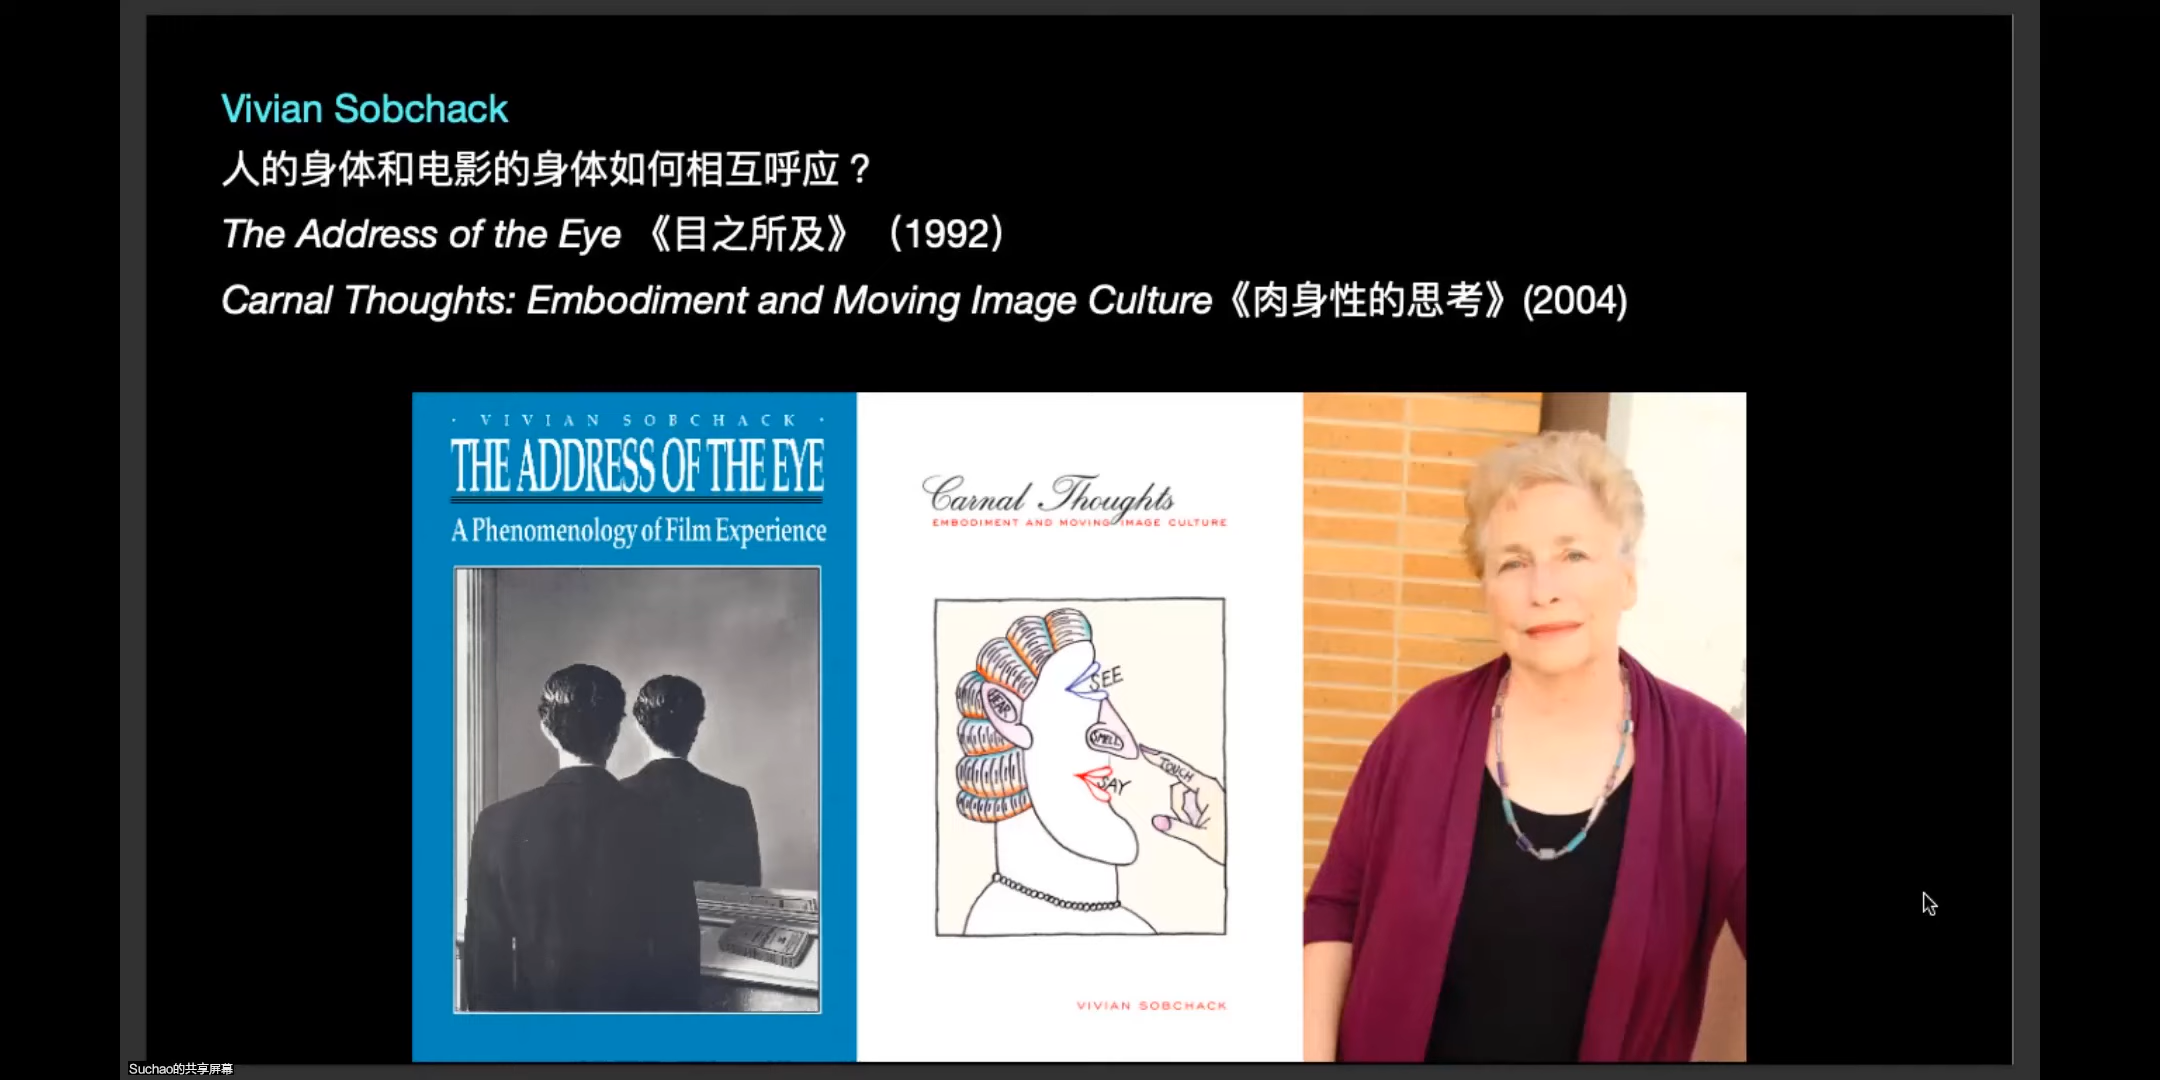 Vivian Sobchack
人的身体和电影的身体如何相互呼应？
The Address of the Eye 《目之所及》（1992）
Carnal Thoughts: Embodiment and Moving Image Culture《肉身性的思考》(2004)
· VIVIAN SOBCHACK ·
THE ADDRESS OF THE EYE
A Phenomenology of Film Experience
Carnal Thoughts
EMBODIMENT AND MOVING IMAGE CULTURE
SEE
HEAR
SMELL
TOUCH
SAY
VIVIAN SOBCHACK
Suchao的共享屏幕